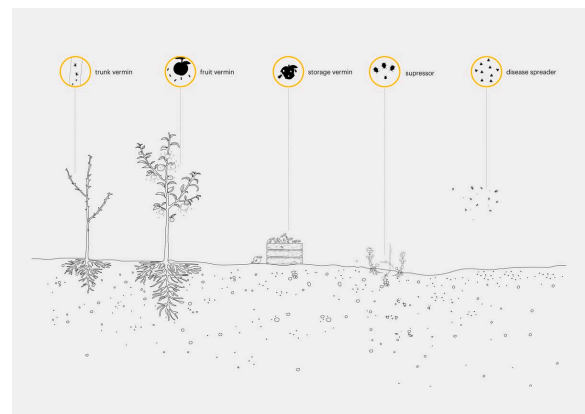 trunk vermin
fruit vermin
storage vermin
supressor
disease spreader